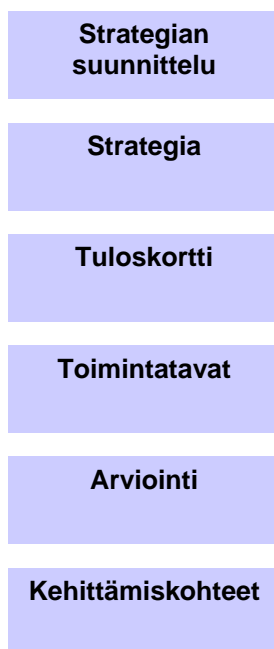 Strategian
suunnittelu
Strategia
Tuloskortti
Toimintatavat
Arviointi
Kehittämiskohteet